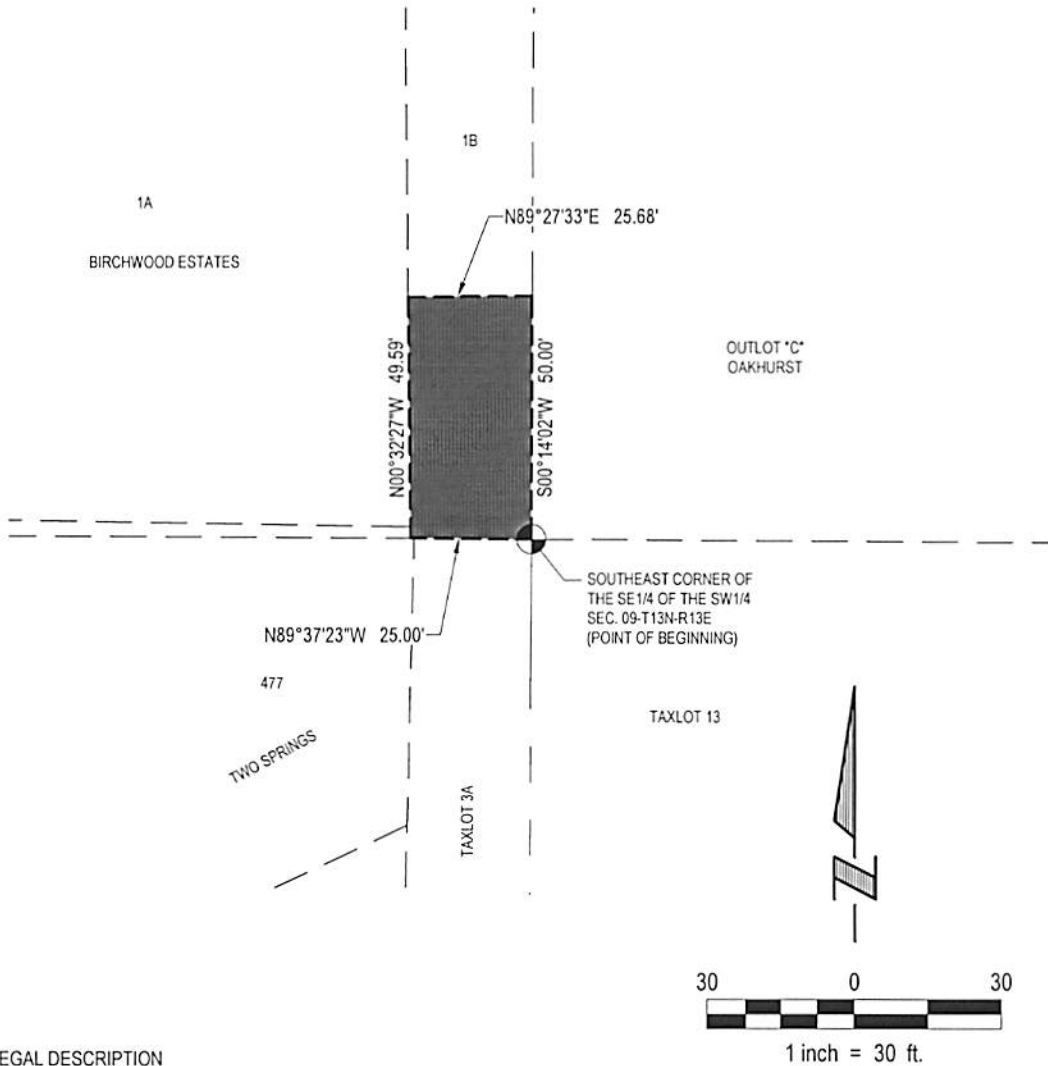 1B
1A
N89°27'33"E 25.68'
BIRCHWOOD ESTATES
OUTLOT "C"
OAKHURST
N00°32'27"W 49.59'
S00°14'02"W 50.00'
SOUTHEAST CORNER OF
THE SE1/4 OF THE SW1/4
SEC. 09-T13N-R13E
(POINT OF BEGINNING)
N89°37'23"W 25.00'
477
TAXLOT 13
TWO SPRINGS
TAXLOT 3A
30 0 30
1 inch = 30 ft.
EGAL DESCRIPTION